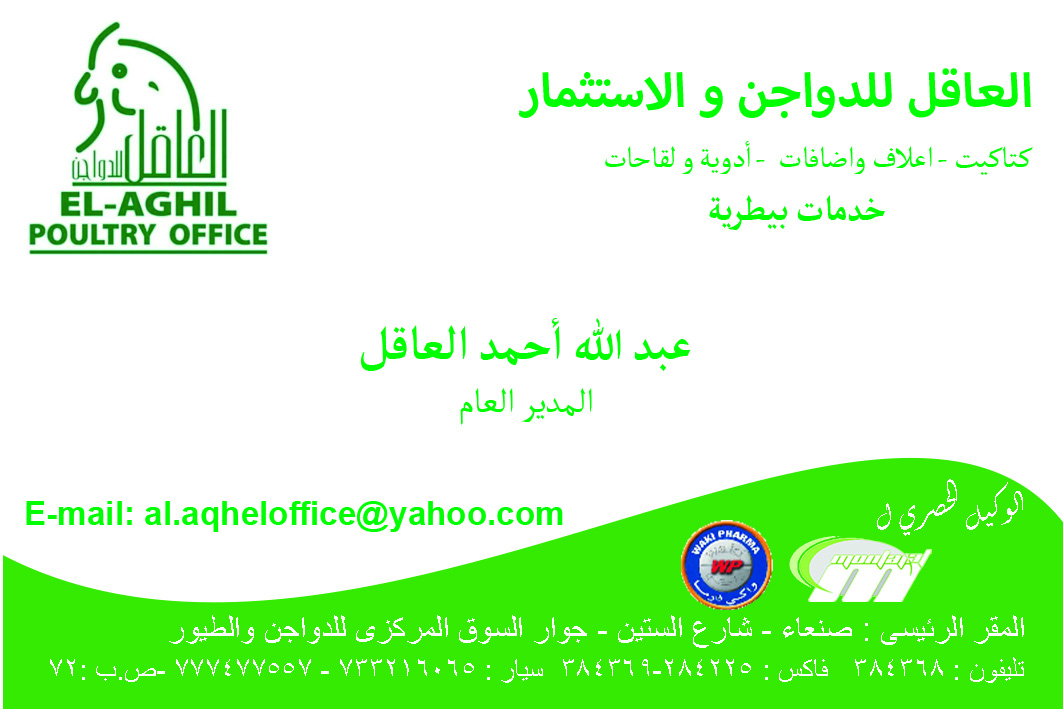 العاقل للدواجن
EL-AGHIL
POULTRY OFFICE
العاقل للدواجن و الاستثمار
كتاكيت - اعلاف واضافات - أدوية و لقاحات
خدمات بيطرية
عبد الله أحمد العاقل
المدير العام
E-mail: al.aqheloffice@yahoo.com
الوكيل الحصري ل
WAKI PHARMA
WP
واكي فارما
المقر الرئيسى : صنعاء - شارع الستين - جوار السوق المركزى للدواجن والطيور
تليفون : ٣٨٤٣٦٨ فاكس : ٢٨٤٢٢٥-٣٨٤٣٦٩ سيار : ٧٣٣٢١٦٠٦٥ - ٧٧٧٤٧٧٥٥٧ -ص.ب :٧٢